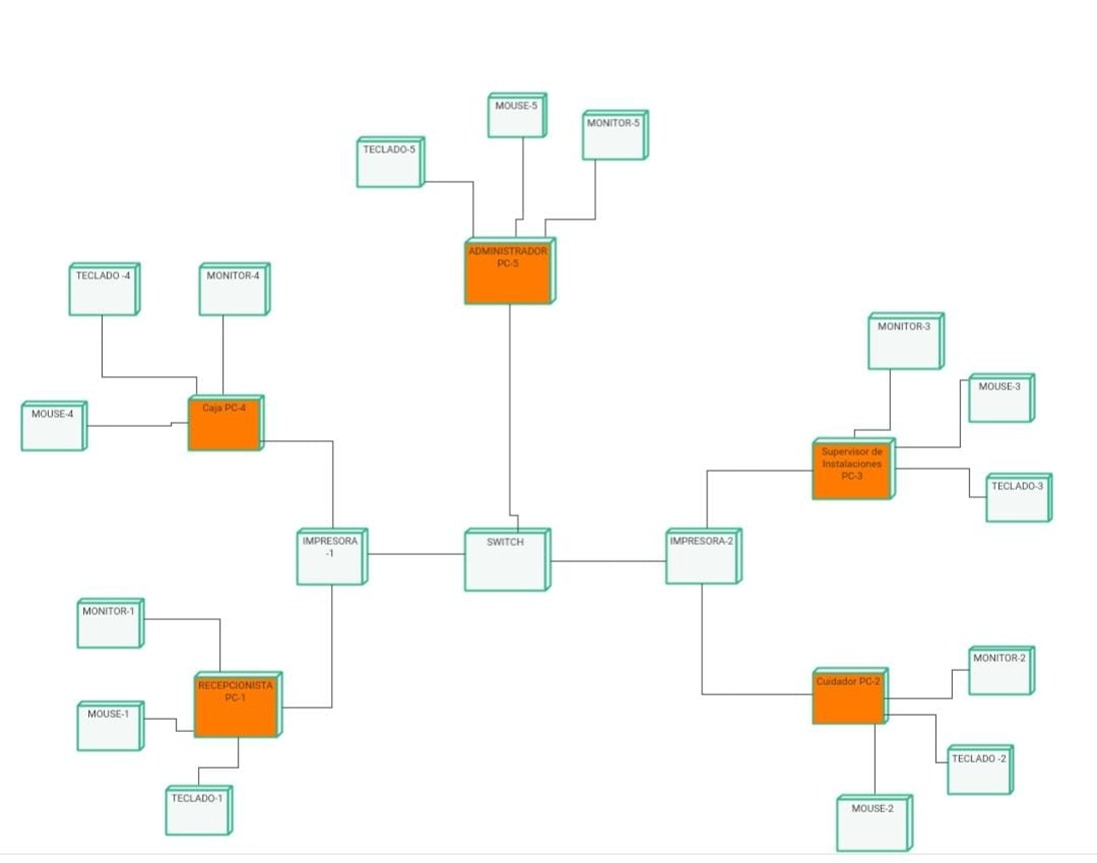 MOUSE-5
MONITOR-5
TECLADO-5
ADMINISTRADOR
PC-5
TECLADO -4
MONITOR-4
MOUSE-4
Caja PC-4
MONITOR-3
MOUSE-3
Supervisor de
Instalaciones
PC-3
TECLADO-3
IMPRESORA
-1
SWITCH
IMPRESORA-2
MONITOR-1
RECEPCIONISTA
PC-1
MOUSE-1
TECLADO-1
Cuidador PC-2
MONITOR-2
TECLADO -2
MOUSE-2